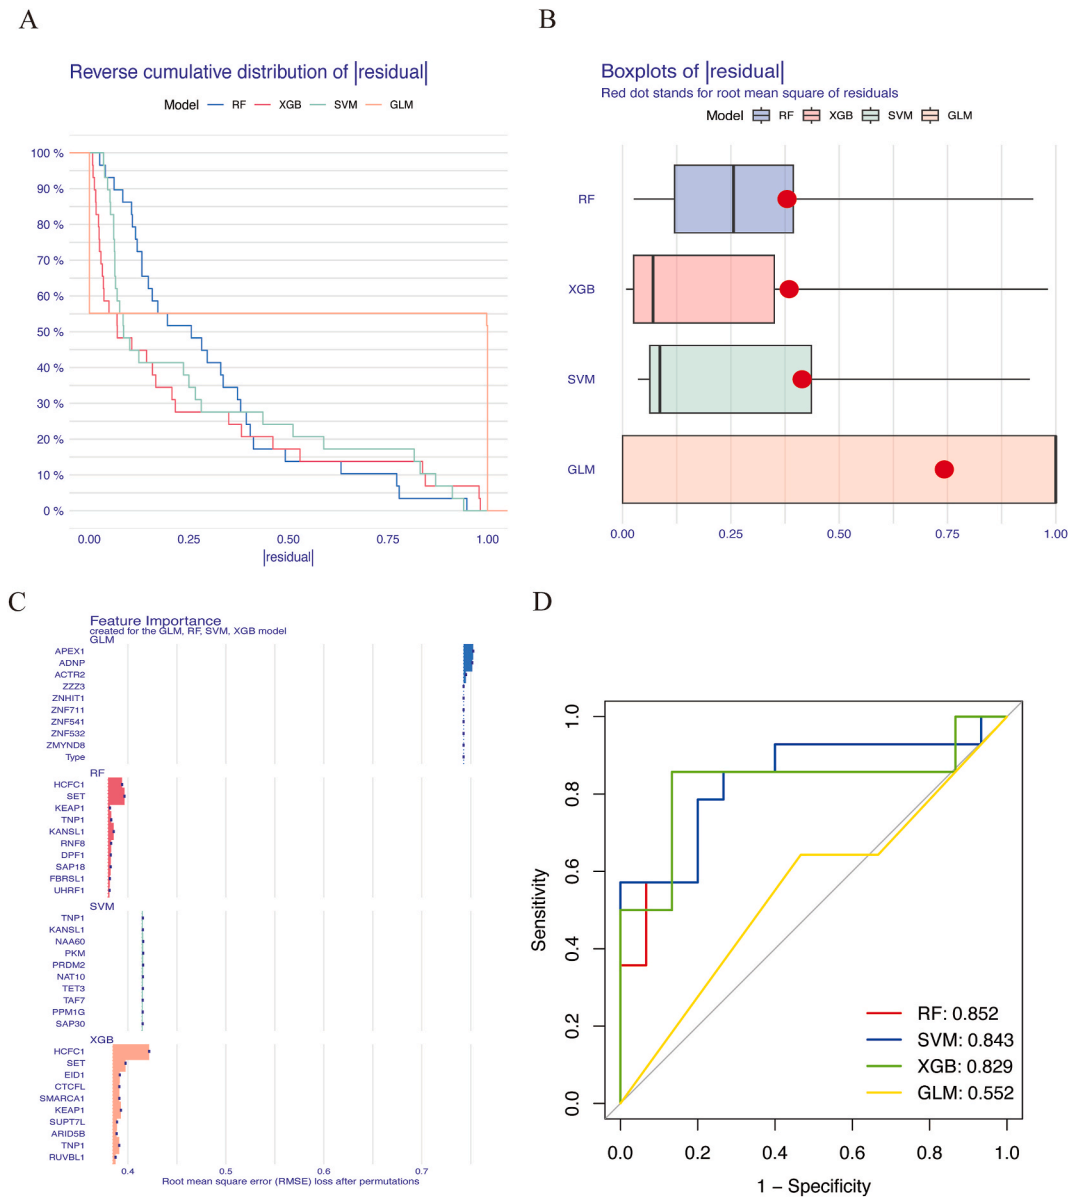 A
Reverse cumulative distribution of |residual|
Model RF XGB SVM GLM
100 %
90 %
80 %
70 %
60 %
50 %
40 %
30 %
20 %
10 %
0 %
0.00 0.25 0.50 0.75 1.00
|residual|
B
Boxplots of |residual|
Red dot stands for root mean square of residuals
Model RF XGB SVM GLM
RF
XGB
SVM
GLM
0.00 0.25 0.50 0.75 1.00
C
Feature Importance
created for the GLM, RF, SVM, XGB model
GLM
APEX1
ADNP
ACTR2
ZZZ3
ZNHIT1
ZNF711
ZNF541
ZNF532
ZMYND8
Type
RF
HCFC1
SET
KEAP1
TNP1
KANSL1
RNF8
DPF1
SAP18
FBRSL1
UHRF1
SVM
TNP1
KANSL1
NAA60
PKM
PRDM2
NAT10
TET3
TAF7
PPM1G
SAP30
XGB
HCFC1
SET
EID1
CTCFL
SMARCA1
KEAP1
SUPT7L
ARID5B
TNP1
RUVBL1
0.4 0.5 0.6 0.7
Root mean square error (RMSE) loss after permutations
D
Sensitivity
1.0
0.8
0.6
0.4
0.2
0.0
RF: 0.852
SVM: 0.843
XGB: 0.829
GLM: 0.552
0.0 0.2 0.4 0.6 0.8 1.0
1 − Specificity